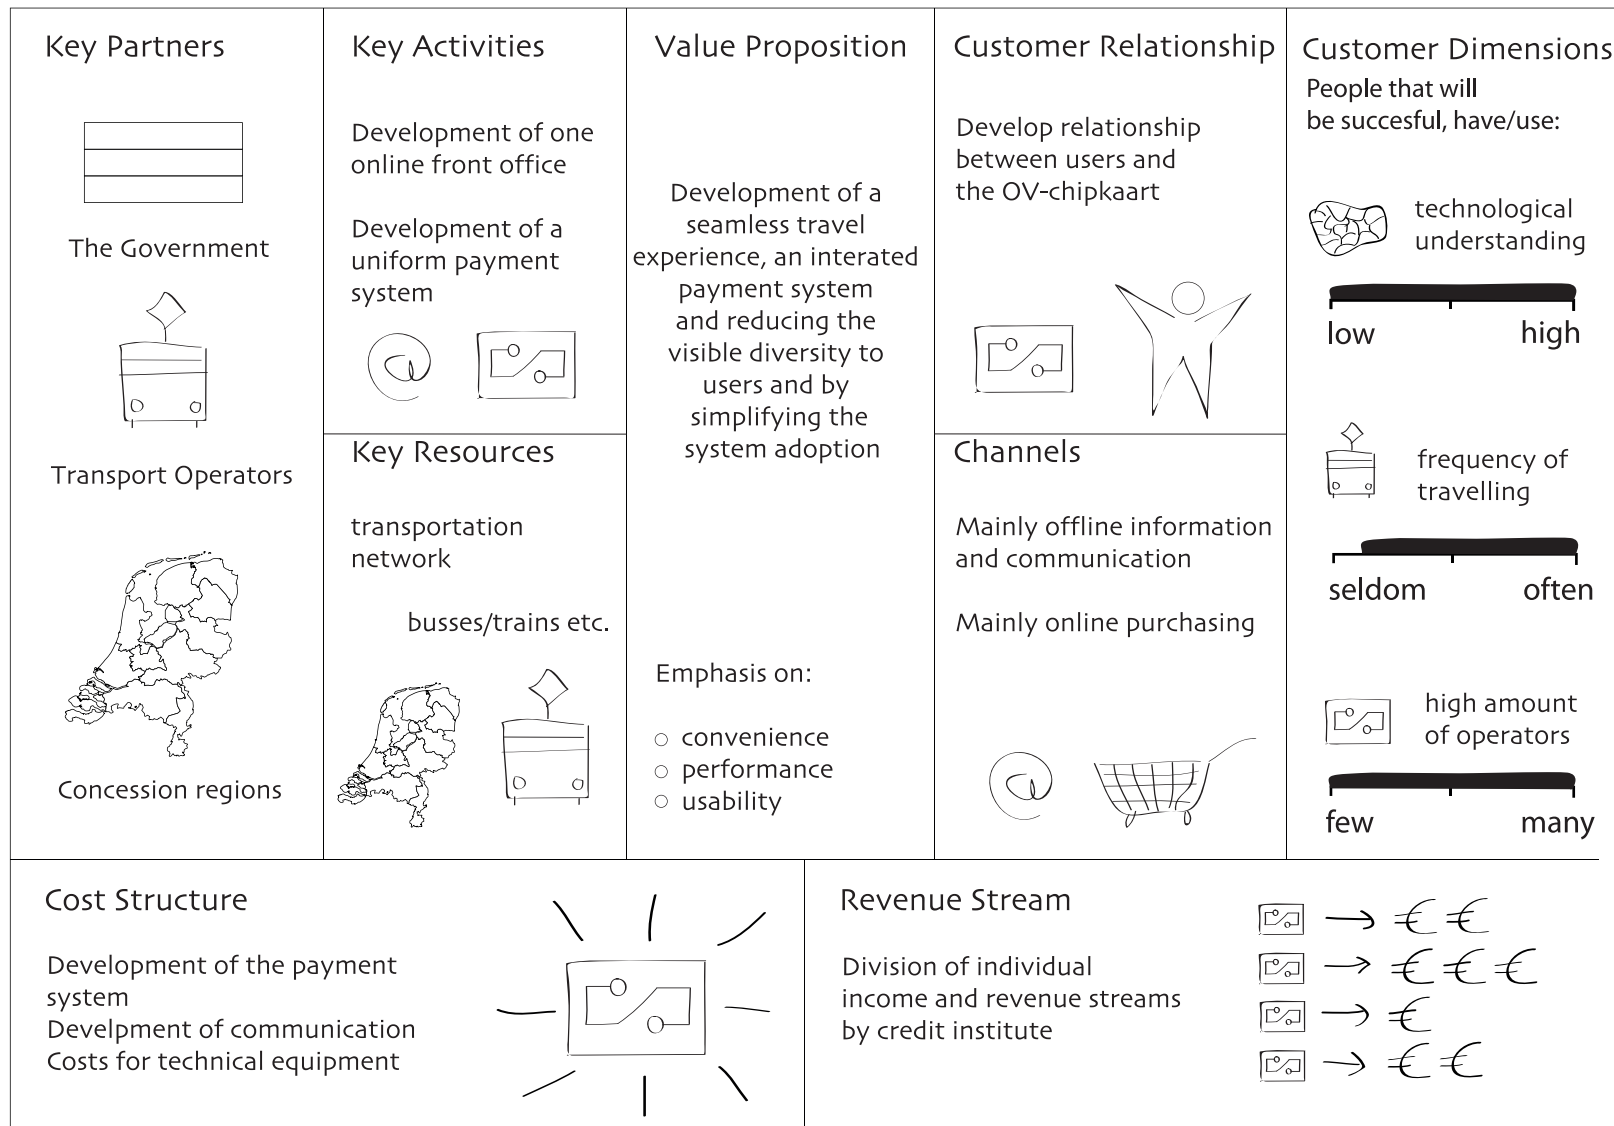 Key Partners
The Government
Transport Operators
Concession regions
Key Activities
Development of one
online front office
Development of a
uniform payment
system
Key Resources
transportation
network
busses/trains etc.
Value Proposition
Development of a
seamless travel
experience, an interated
payment system
and reducing the
visible diversity to
users and by
simplifying the
system adoption
Emphasis on:
○ convenience
○ performance
○ usability
Customer Relationship
Develop relationship
between users and
the OV-chipkaart
Channels
Mainly offline information
and communication
Mainly online purchasing
Customer Dimensions
People that will
be succesful, have/use:
technological
understanding
low high
frequency of
travelling
seldom often
high amount
of operators
few many
Cost Structure
Development of the payment
system
Develpment of communication
Costs for technical equipment
Revenue Stream
Division of individual
income and revenue streams
by credit institute
€ €
€ € €
€
€ €